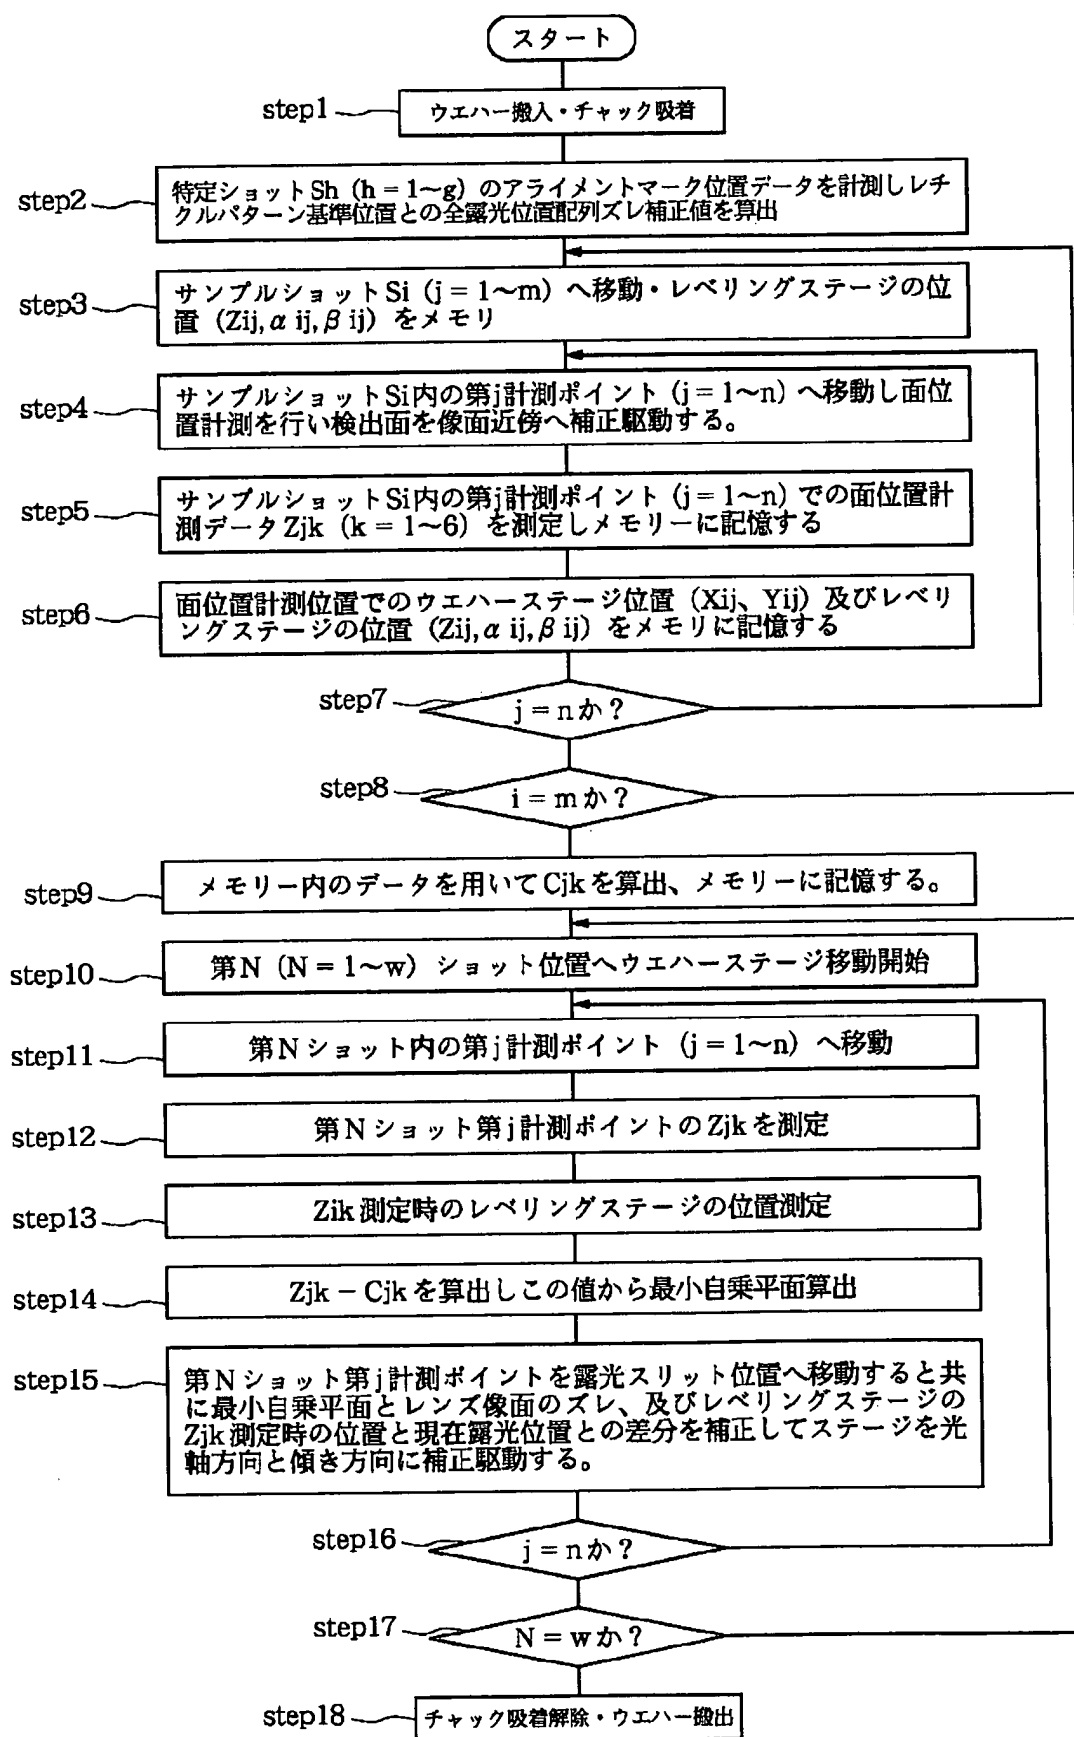 スタート
step1
ウエハー搬入・チャック吸着
step2
特定ショットSh（h＝1～g）のアライメントマーク位置データを計測しレチ
クルパターン基準位置との全露光位置配列ズレ補正値を算出
step3
サンプルショットSi（j＝1～m）へ移動・レベリングステージの位
置（Zij,αij,βij）をメモリ
step4
サンプルショットSi内の第j計測ポイント（j＝1～n）へ移動し面位
置計測を行い検出面を像面近傍へ補正駆動する。
step5
サンプルショットSi内の第j計測ポイント（j＝1～n）での面位置計
測データZjk（k＝1～6）を測定しメモリーに記憶する
step6
面位置計測位置でのウエハーステージ位置（Xij、Yij）及びレベリ
ングステージの位置（Zij,αij,βij）をメモリに記憶する
step7
j＝nか？
step8
i＝mか？
step9
メモリー内のデータを用いてCjkを算出、メモリーに記憶する。
step10
第N（N＝1～w）ショット位置へウエハーステージ移動開始
step11
第Nショット内の第j計測ポイント（j＝1～n）へ移動
step12
第Nショット第j計測ポイントのZjkを測定
step13
Zik測定時のレベリングステージの位置測定
step14
Zjk－Cjkを算出しこの値から最小自乗平面算出
step15
第Nショット第j計測ポイントを露光スリット位置へ移動すると共
に最小自乗平面とレンズ像面のズレ、及びレベリングステージの
Zjk測定時の位置と現在露光位置との差分を補正してステージを光
軸方向と傾き方向に補正駆動する。
step16
j＝nか？
step17
N＝wか？
step18
チャック吸着解除・ウエハー搬出